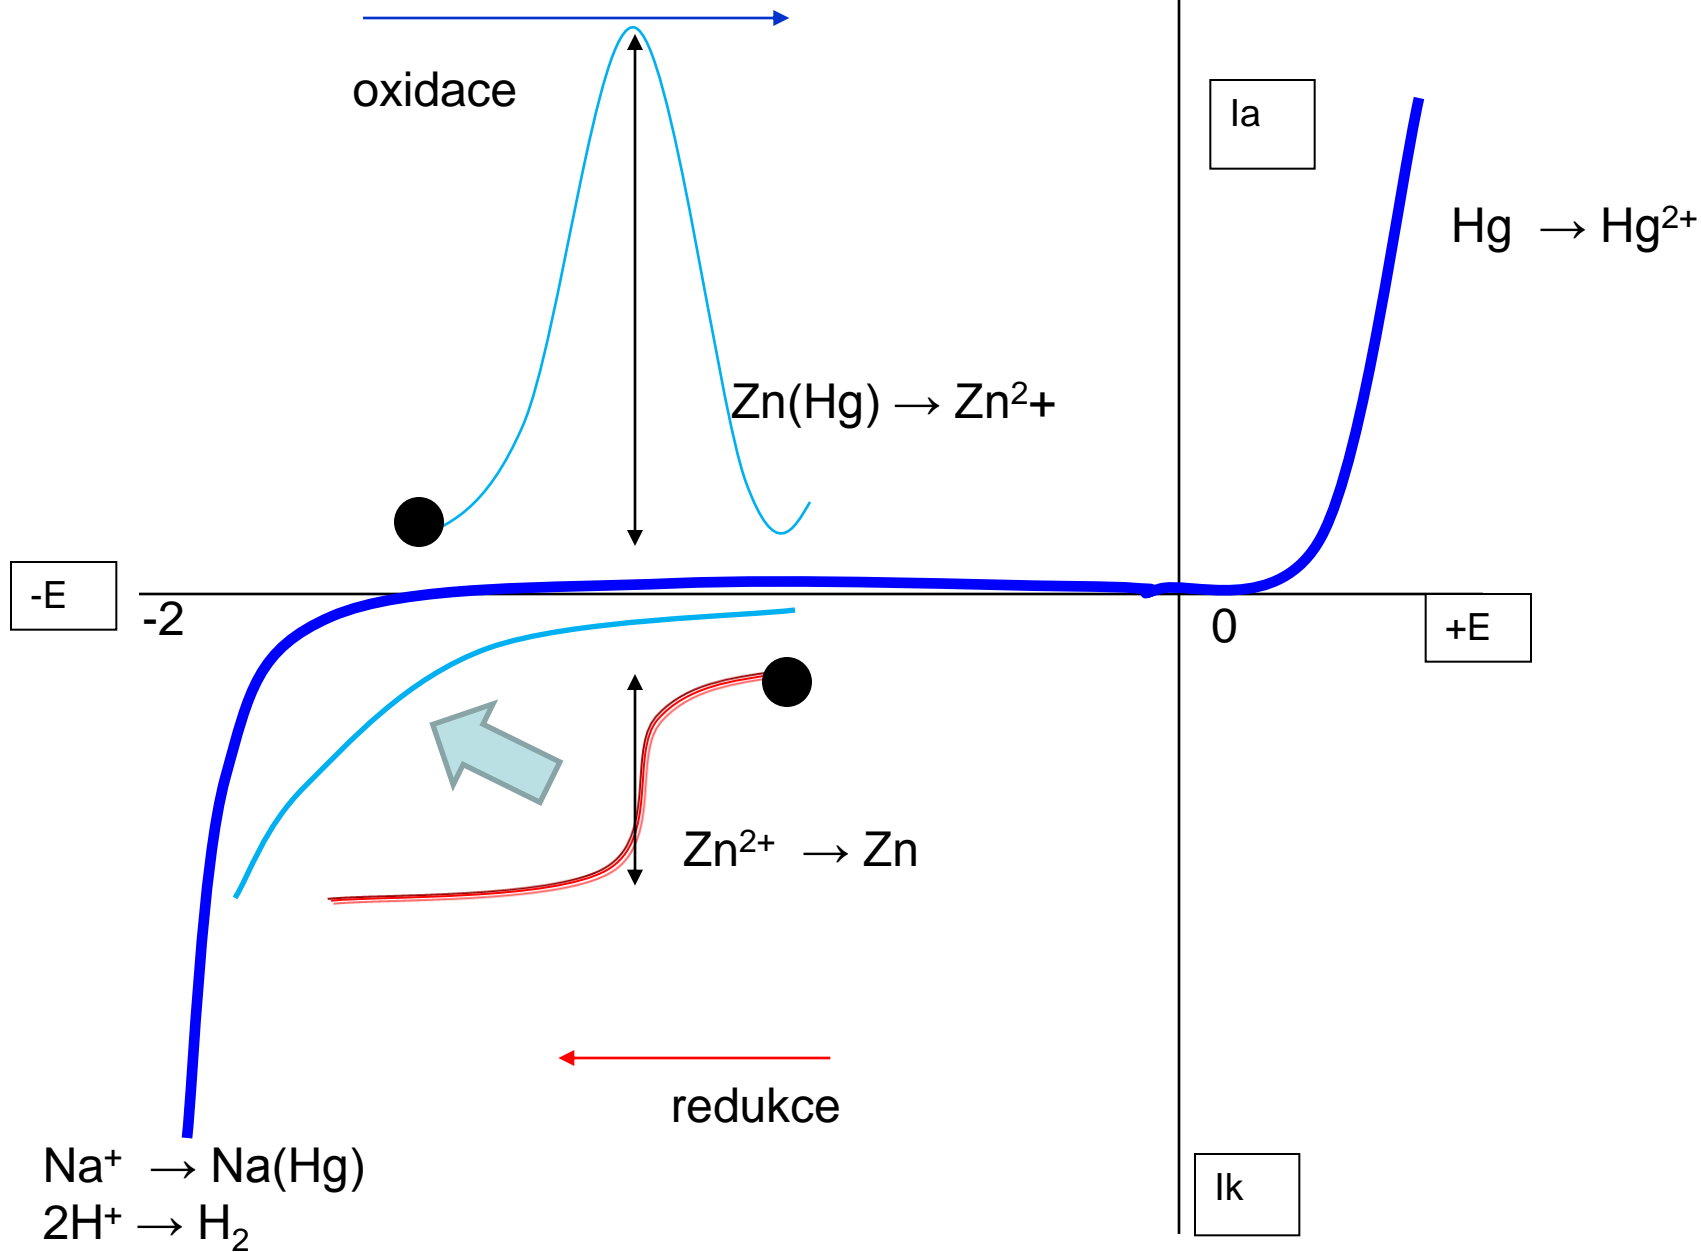 oxidace
Ia
Hg → Hg²⁺
Zn(Hg) → Zn²+
-E
-2
0
+E
Zn²⁺ → Zn
redukce
Na⁺ → Na(Hg)
Ik
2H⁺ → H₂